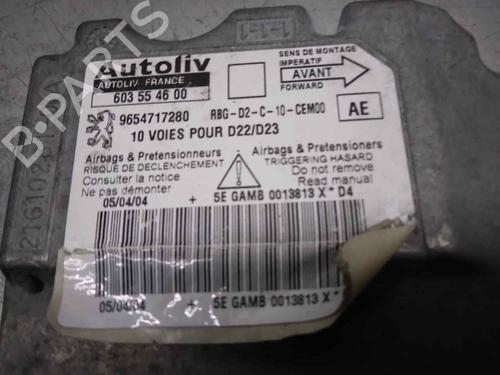 B-PARTS
Autoliv
AUTOLIV FRANCE
603 55 46 00
SENS DE MONTAGE
IMPERATIF
AVANT
FORWARD
9654717280
RBG-D2-C-10-CEM00
AE
10 VOIES POUR D22/D23
Airbags & Pretensionneurs
RISQUE DE DECLENCHEMENT
Consulter la notice
Ne pas démonter
Airbags & Pretensioners
TRIGGERING HASARD
Do not remove
Read manual
05/04/04 + 5E GAMB 0013813 X * D4
05/04/04 + 5E GAMB 0013813 X *